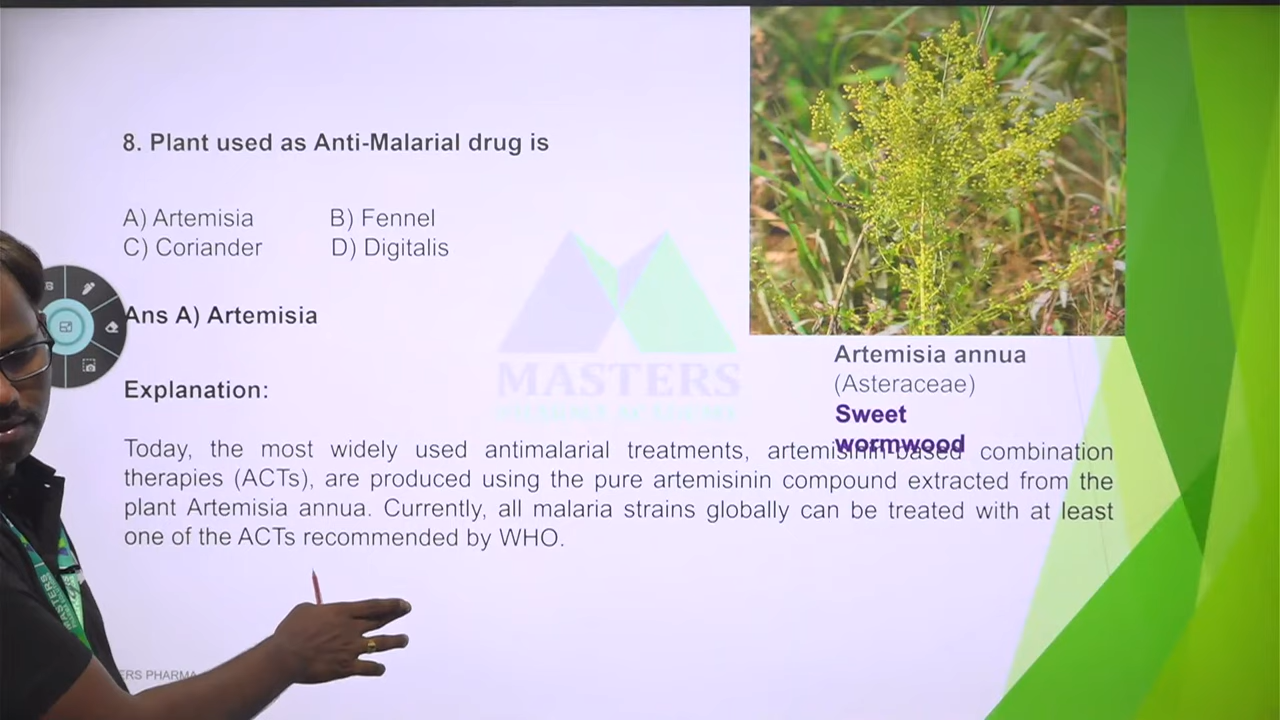 8. Plant used as Anti-Malarial drug is
A) Artemisia B) Fennel
C) Coriander D) Digitalis
Ans A) Artemisia
Explanation:
MASTERS
Artemisia annua
(Asteraceae)
Sweet
wormwood
Today, the most widely used antimalarial treatments, artemisinin-based combination
therapies (ACTs), are produced using the pure artemisinin compound extracted from the
plant Artemisia annua. Currently, all malaria strains globally can be treated with at least
one of the ACTs recommended by WHO.
MASTERS
PHARMA